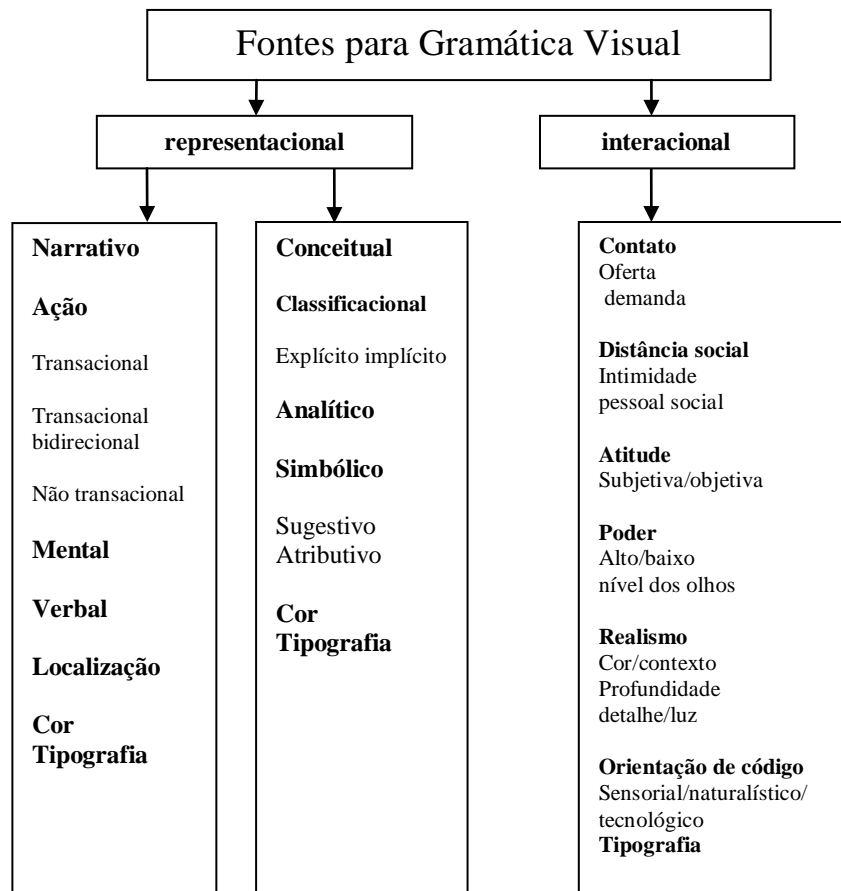 Fontes para Gramática Visual
representacional
interacional
Narrativo
Ação
Transacional
Transacional
bidirecional
Não transacional
Mental
Verbal
Localização
Cor
Tipografia
Conceitual
Classificacional
Explícito implícito
Analítico
Simbólico
Sugestivo
Atributivo
Cor
Tipografia
Contato
Oferta
demanda
Distância social
Intimidade
pessoal social
Atitude
Subjetiva/objetiva
Poder
Alto/baixo
nível dos olhos
Realismo
Cor/contexto
Profundidade
detalhe/luz
Orientação de código
Sensorial/naturalístico/
tecnológico
Tipografia